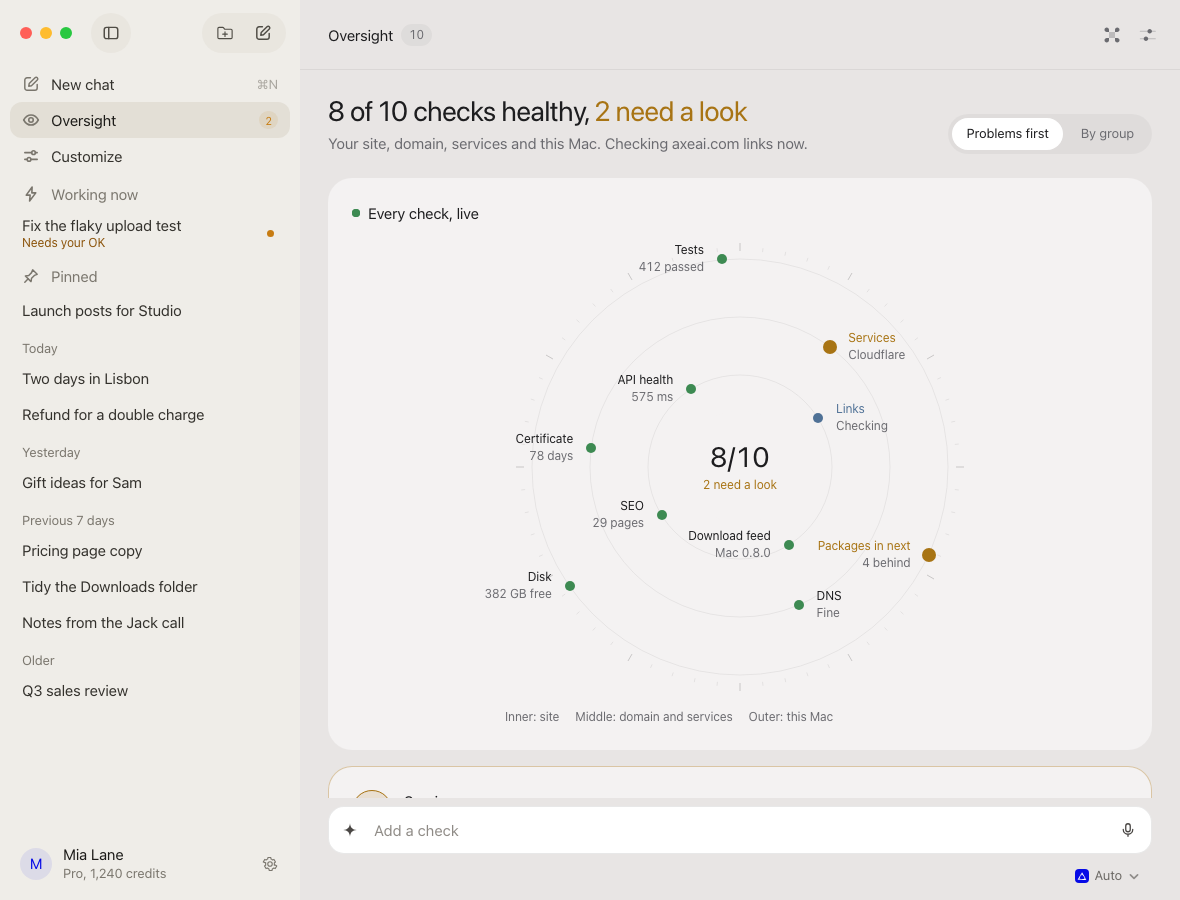 New chat
⌘N
Oversight
2
Customize
Working now
Fix the flaky upload test
Needs your OK
Pinned
Launch posts for Studio
Today
Two days in Lisbon
Refund for a double charge
Yesterday
Gift ideas for Sam
Previous 7 days
Pricing page copy
Tidy the Downloads folder
Notes from the Jack call
Older
Q3 sales review
M
Mia Lane
Pro, 1,240 credits
Oversight 10
8 of 10 checks healthy, 2 need a look
Your site, domain, services and this Mac. Checking axeai.com links now.
Problems first
By group
Every check, live
Tests
412 passed
Services
Cloudflare
API health
575 ms
Links
Checking
Certificate
78 days
8/10
2 need a look
SEO
29 pages
Download feed
Mac 0.8.0
Packages in next
4 behind
Disk
382 GB free
DNS
Fine
Inner: site
Middle: domain and services
Outer: this Mac
Add a check
Auto